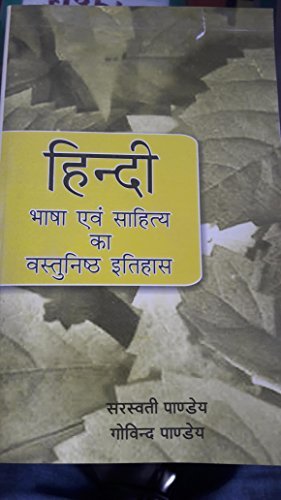 हिन्दी
भाषा एवं साहित्य
का
वस्तुनिष्ठ इतिहास
सरस्वती पाण्डेय
गोविन्द पाण्डेय